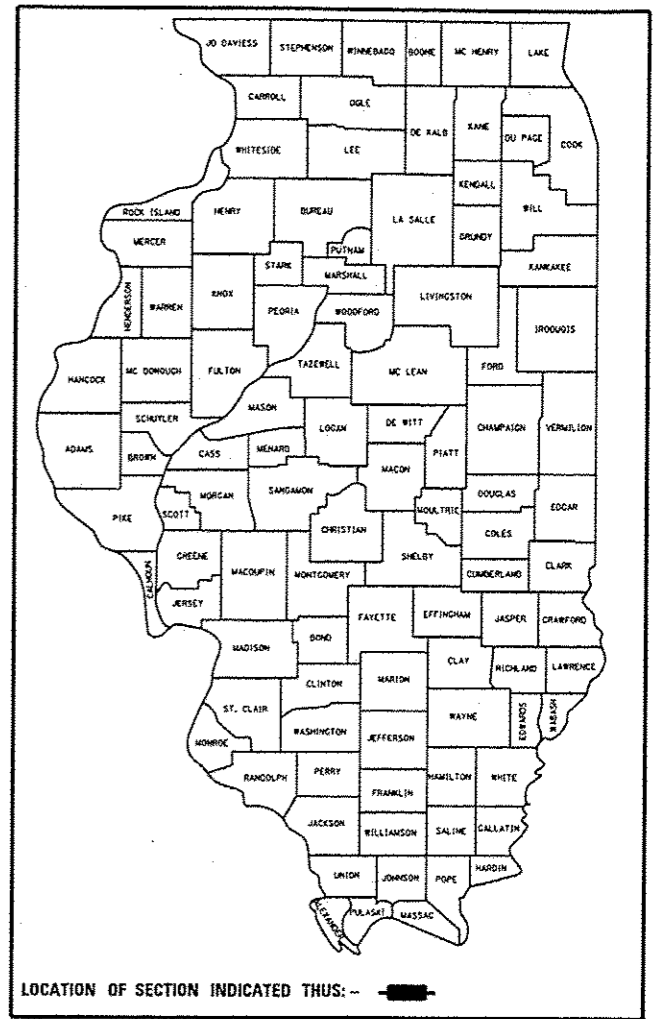 JO DAVIESS STEPHENSON WINNEBAGO BOONE MC HENRY LAKE
CARROLL OGLE DE KALB KANE DU PAGE COOK
WHITESIDE LEE
KENDALL WILL
ROCK ISLAND HENRY BUREAU LA SALLE GRUNDY
MERCER PUTNAM KANKAKEE
STARK MARSHALL
HENDERSON WARREN KNOX PEORIA WOODFORD LIVINGSTON IROQUOIS
HANCOCK MC DONOUGH FULTON TAZEWELL MC LEAN FORD
MASON
SCHUYLER LOGAN DE WITT CHAMPAIGN VERMILION
ADAMS BROWN CASS MENARD MACON PIATT
MORGAN SANGAMON DOUGLAS
PIKE SCOTT CHRISTIAN MOULTRIE COLES EDGAR
GREENE MACOUPIN MONTGOMERY SHELBY CUMBERLAND CLARK
CALHOUN JERSEY
FAYETTE EFFINGHAM JASPER CRAWFORD
MADISON BOND
CLAY RICHLAND LAWRENCE
CLINTON MARION
ST. CLAIR WAYNE EDWARDS WABASH
WASHINGTON JEFFERSON
MONROE
RANDOLPH PERRY HAMILTON WHITE
FRANKLIN
JACKSON WILLIAMSON SALINE GALLATIN
UNION JOHNSON POPE HARDIN
ALEXANDER PULASKI MASSAC
LOCATION OF SECTION INDICATED THUS: -